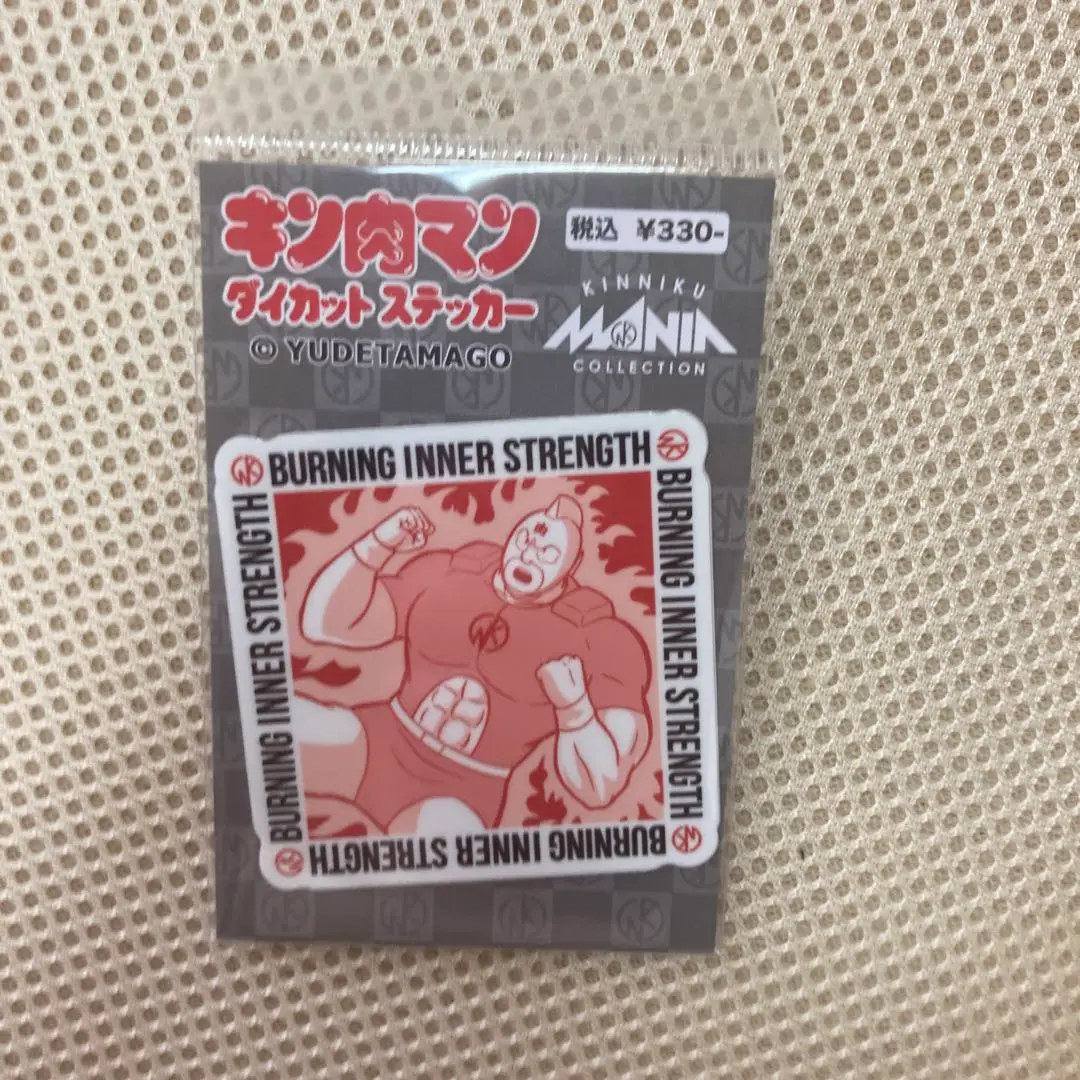 キン肉マン
ダイカット ステッカー
© YUDETAMAGO
税込 ¥330-
KINNIKU
MANIA
COLLECTION
BURNING INNER STRENGTH
BURNING INNER STRENGTH
BURNING INNER STRENGTH
BURNING INNER STRENGTH
肉